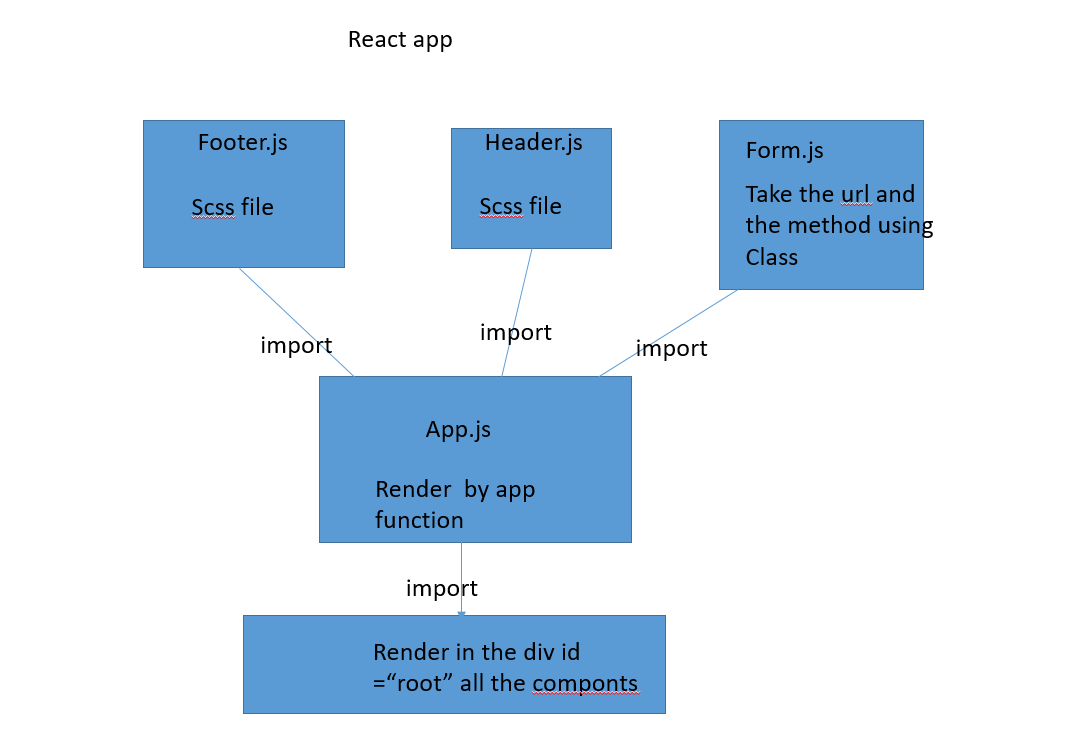 React app
Footer.js
Scss file
Header.js
Scss file
Form.js
Take the url and
the method using
Class
import
import
import
App.js
Render  by app
function
import
Render in the div id
=“root” all the componts